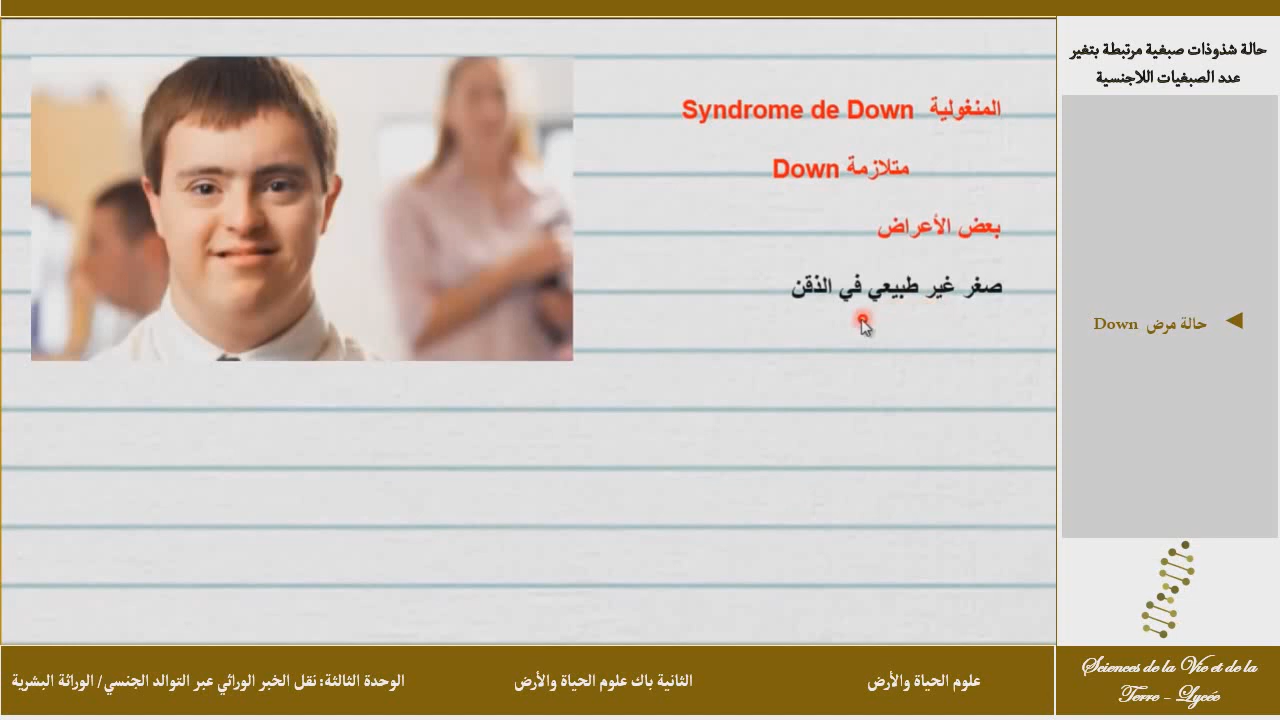 حالة شذوذات صبغية مرتبطة بتغير
عدد الصبغيات اللاجنسية
المنغولية Syndrome de Down
متلازمة Down
بعض الأعراض
صغر غير طبيعي في الذقن
حالة مرض Down
علوم الحياة والأرض
الثانية باك علوم الحياة والأرض
الوحدة الثالثة: نقل الخبر الوراثي عبر التوالد الجنسي/ الوراثة البشرية
Sciences de la Vie et de la
Terre – Lycée